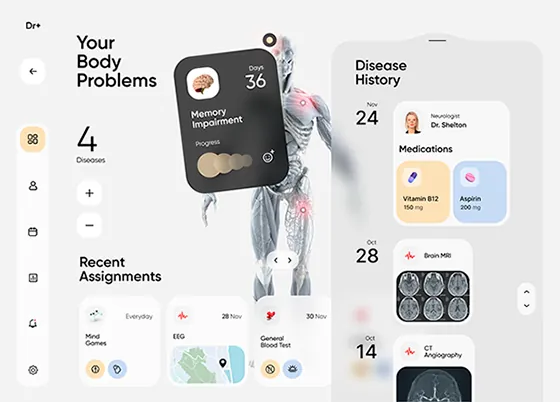 Dr+
Your
Body
Problems
4
Diseases
Days
36
Memory
Impairment
Progress
Recent
Assignments
Everyday
Mind
Games
28 Nov
EEG
30 Nov
General
Blood Test
Disease
History
Nov
24
Neurologist
Dr. Shelton
Medications
Vitamin B12
150 mg
Aspirin
200 mg
Oct
28
Brain MRI
Oct
14
CT
Angiography